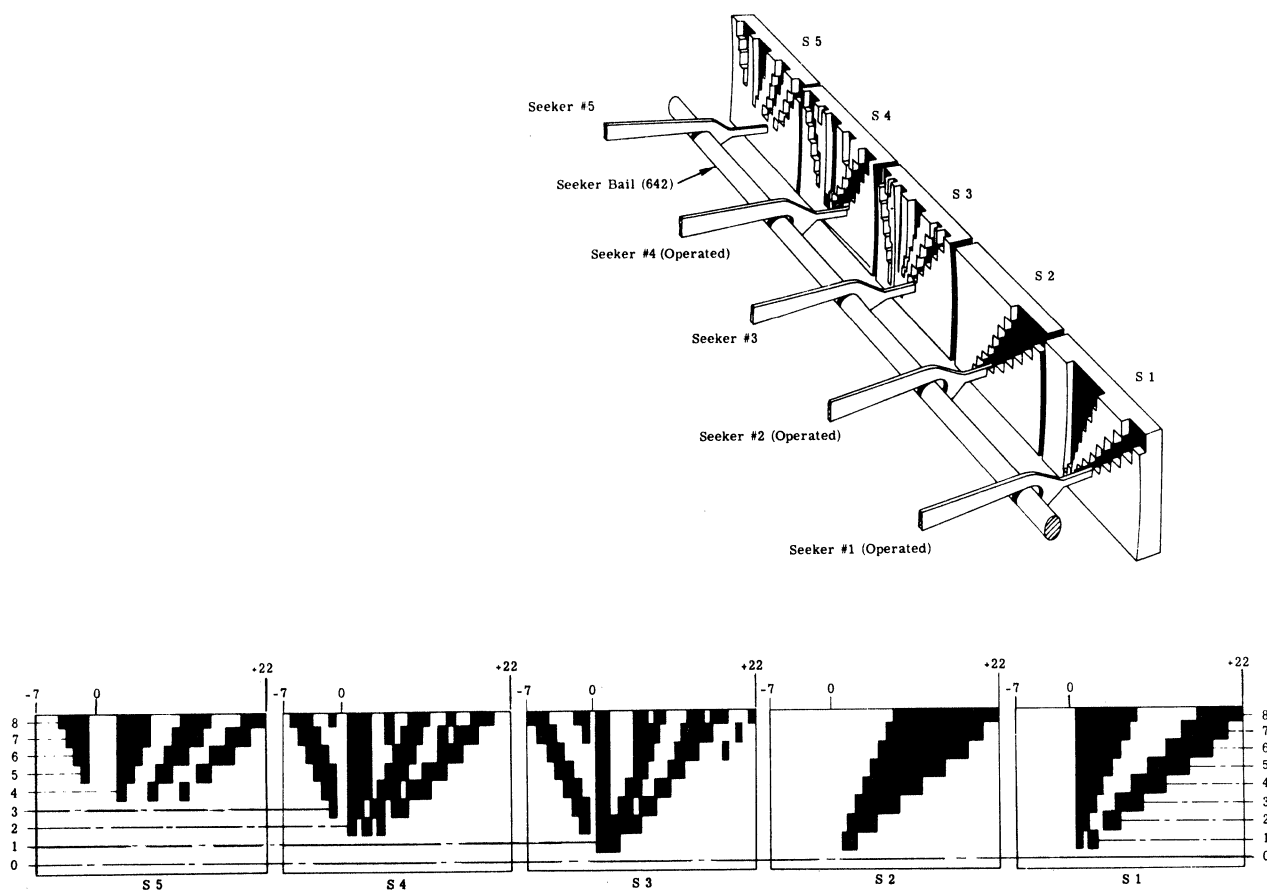 S 5
Seeker #5
S 4
Seeker Bail (642)
S 3
Seeker #4 (Operated)
S 2
Seeker #3
S 1
Seeker #2 (Operated)
Seeker #1 (Operated)
-7 0 +22 -7 0 +22 -7 0 +22 -7 0 +22 -7 0 +22
8 8
7 7
6 6
5 5
4 4
3 3
2 2
1 1
0 0
S 5 S 4 S 3 S 2 S 1